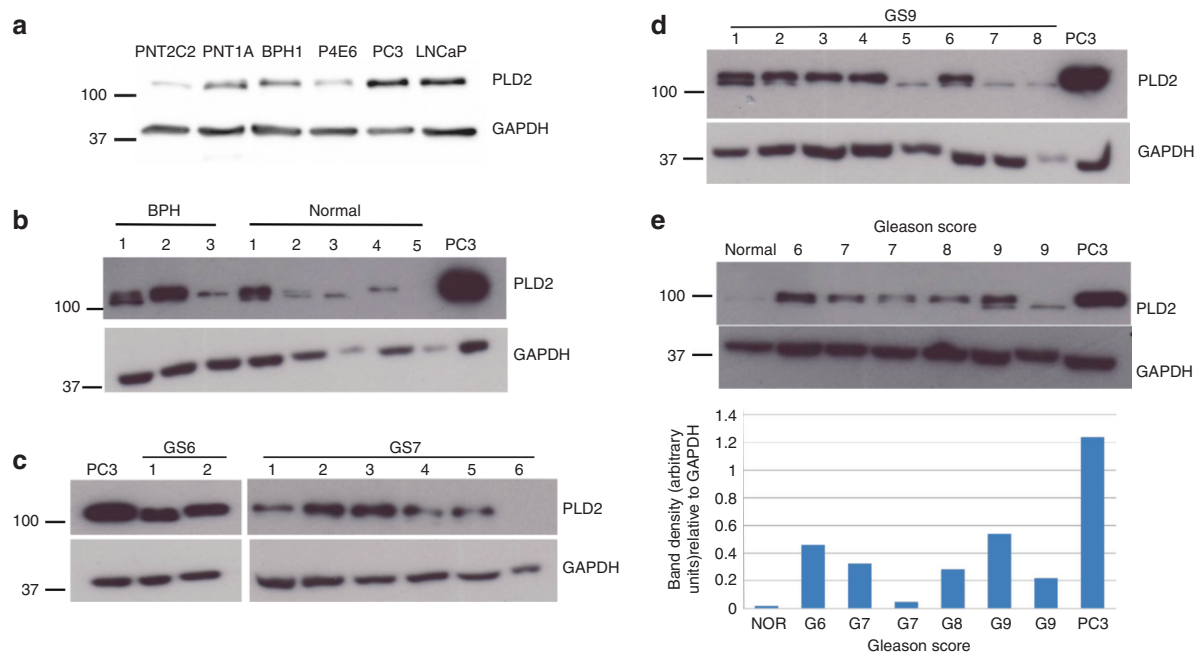 a
PNT2C2 PNT1A BPH1 P4E6 PC3 LNCaP
PLD2
100
GAPDH
37
b
BPH Normal
1 2 3 1 2 3 4 5 PC3
PLD2
100
GAPDH
37
c
GS6 GS7
PC3 1 2 1 2 3 4 5 6
PLD2
100
GAPDH
37
d
GS9
1 2 3 4 5 6 7 8 PC3
PLD2
100
GAPDH
37
e
Gleason score
Normal 6 7 7 8 9 9 PC3
100
PLD2
37
GAPDH
Band density (arbitrary
units)relative to GAPDH
1.4
1.2
1
0.8
0.6
0.4
0.2
0
NOR G6 G7 G7 G8 G9 G9 PC3
Gleason score